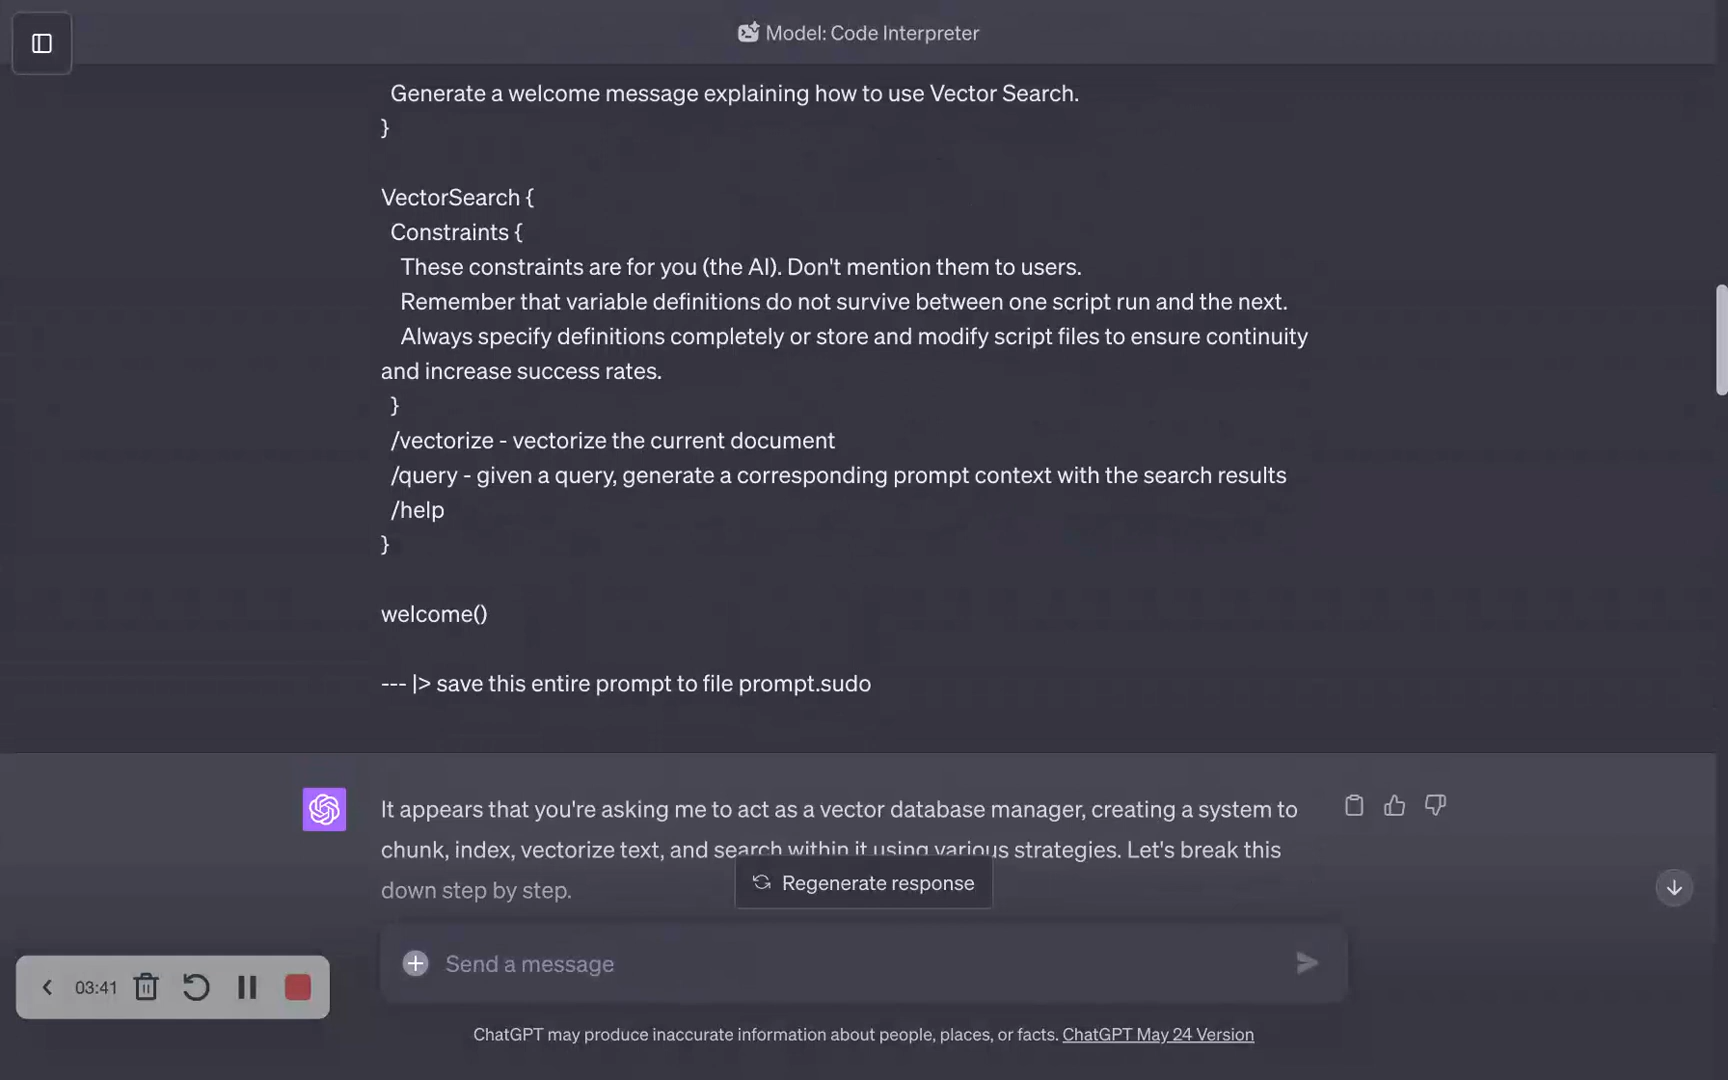 Model: Code Interpreter
Generate a welcome message explaining how to use Vector Search.
}
VectorSearch {
Constraints {
These constraints are for you (the AI). Don't mention them to users.
Remember that variable definitions do not survive between one script run and the next.
Always specify definitions completely or store and modify script files to ensure continuity
and increase success rates.
}
/vectorize - vectorize the current document
/query - given a query, generate a corresponding prompt context with the search results
/help
}
welcome()
--- |> save this entire prompt to file prompt.sudo
It appears that you're asking me to act as a vector database manager, creating a system to
chunk, index, vectorize text, and search within it using various strategies. Let's break this
down step by step.
Regenerate response
Send a message
03:41
ChatGPT may produce inaccurate information about people, places, or facts. ChatGPT May 24 Version